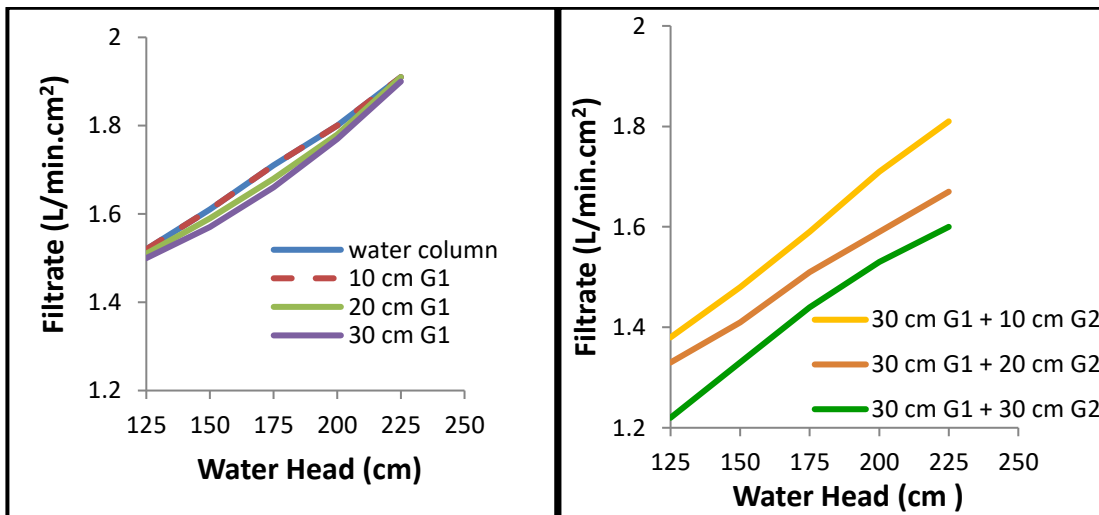 2
1.8
1.6
1.4
1.2
125 150 175 200 225 250
Filtrate (L/min.cm²)
Water Head (cm)
water column
10 cm G1
20 cm G1
30 cm G1
2
1.8
1.6
1.4
1.2
125 150 175 200 225 250
Filtrate (L/min.cm²)
Water Head (cm )
30 cm G1 + 10 cm G2
30 cm G1 + 20 cm G2
30 cm G1 + 30 cm G2